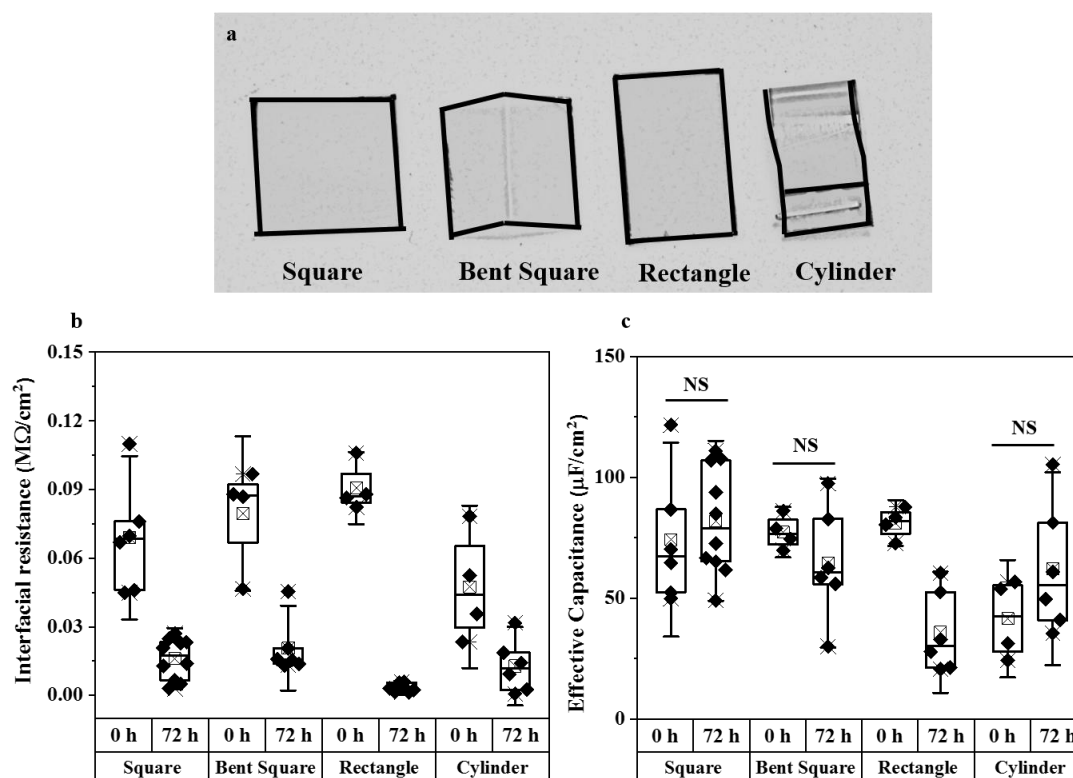 a
Square
Bent Square
Rectangle
Cylinder
b
Interfacial resistance (MΩ/cm²)
0.15
0.12
0.09
0.06
0.03
0.00
0 h
72 h
0 h
72 h
0 h
72 h
0 h
72 h
Square
Bent Square
Rectangle
Cylinder
c
Effective Capacitance (µF/cm²)
150
100
50
0
NS
NS
NS
0 h
72 h
0 h
72 h
0 h
72 h
0 h
72 h
Square
Bent Square
Rectangle
Cylinder